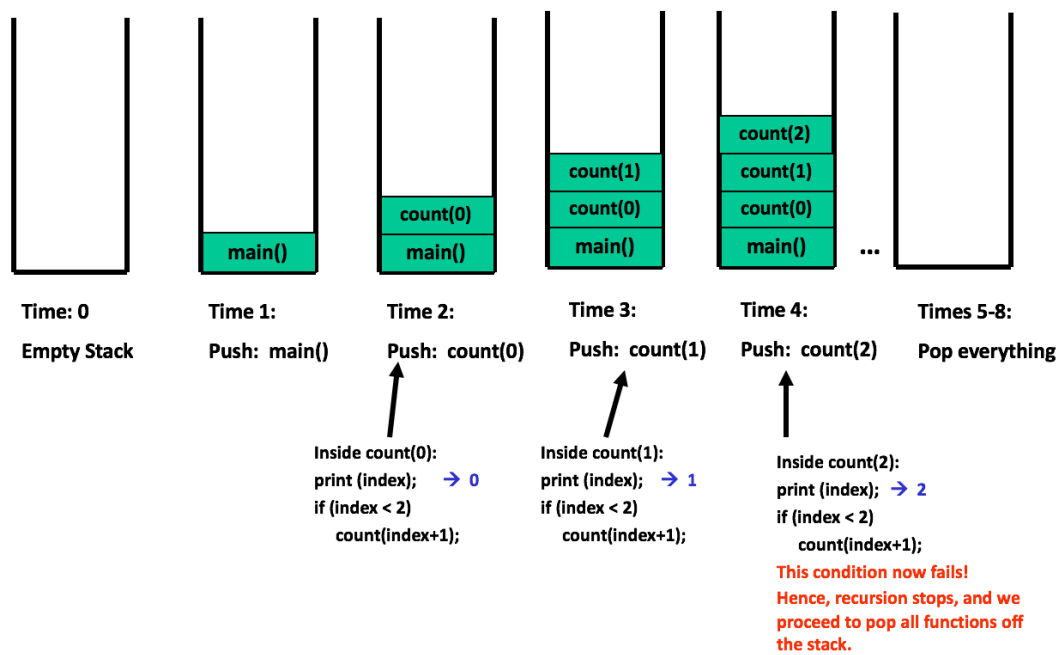 main()
count(0)
main()
count(1)
count(0)
main()
count(2)
count(1)
count(0)
main()
...
Time: 0
Empty Stack
Time 1:
Push: main()
Time 2:
Push: count(0)
Time 3:
Push: count(1)
Time 4:
Push: count(2)
Times 5-8:
Pop everything
Inside count(0):
print (index); → 0
if (index < 2)
count(index+1);
Inside count(1):
print (index); → 1
if (index < 2)
count(index+1);
Inside count(2):
print (index); → 2
if (index < 2)
count(index+1);
This condition now fails!
Hence, recursion stops, and we
proceed to pop all functions off
the stack.